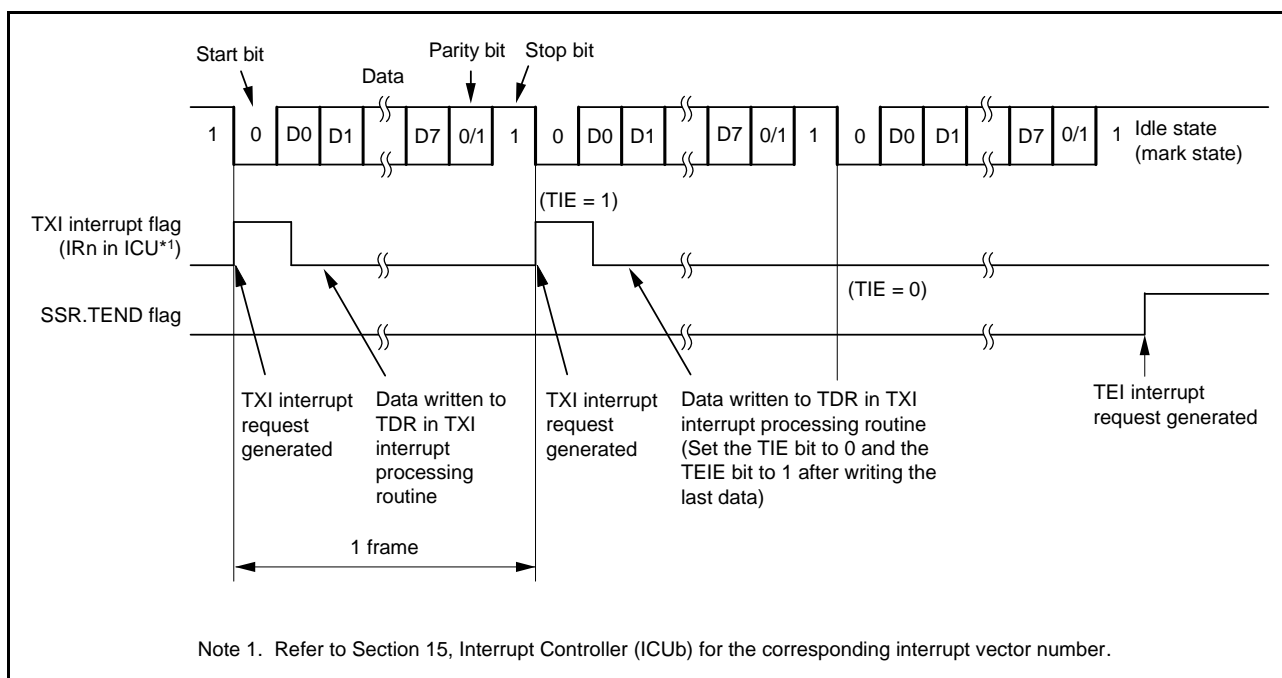 Start bit
Parity bit
Stop bit
Data
1 0 D0 D1 D7 0/1 1 0 D0 D1 D7 0/1 1 0 D0 D1 D7 0/1 1 Idle state
(mark state)
(TIE = 1)
TXI interrupt flag
(IRn in ICU*1)
(TIE = 0)
SSR.TEND flag
TXI interrupt
request
generated
Data written to
TDR in TXI
interrupt
processing
routine
TXI interrupt
request
generated
Data written to TDR in TXI
interrupt processing routine
(Set the TIE bit to 0 and the
TEIE bit to 1 after writing the
last data)
TEI interrupt
request generated
1 frame
Note 1. Refer to Section 15, Interrupt Controller (ICUb) for the corresponding interrupt vector number.